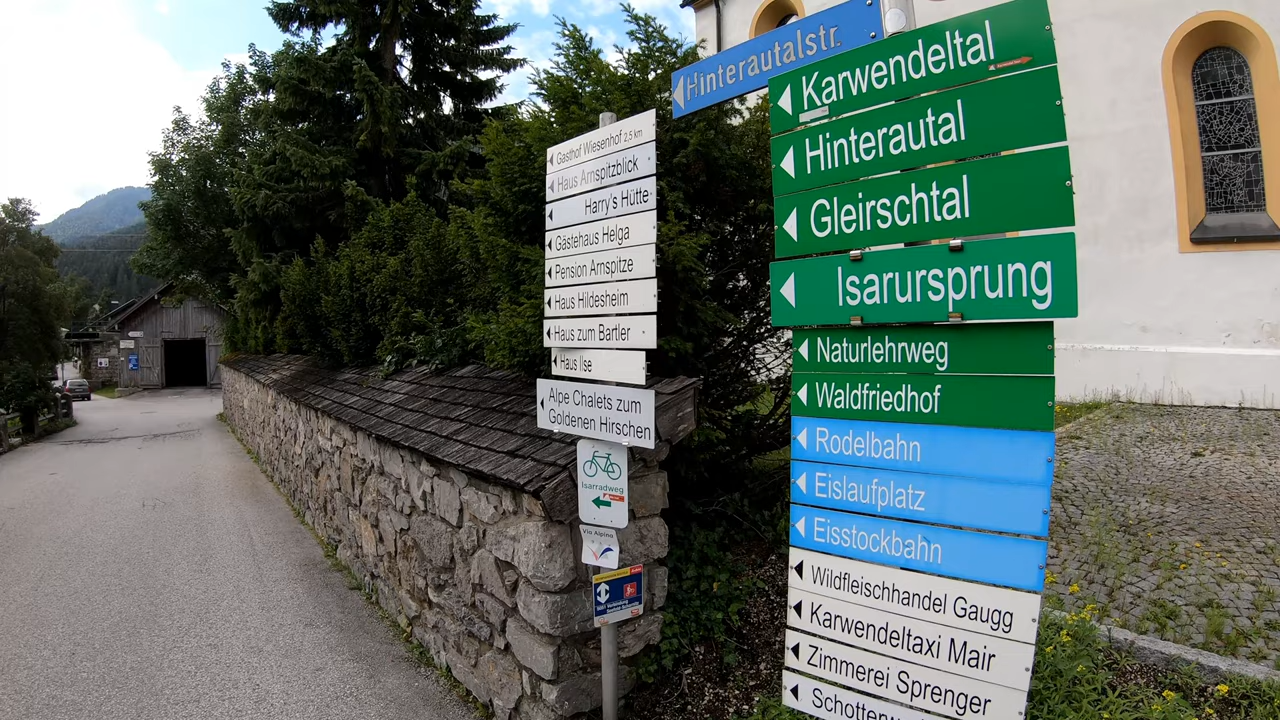 Hinterautalstr.
Karwendeltal
Hinterautal
Gleirschtal
Isarursprung
Naturlehrweg
Waldfriedhof
Rodelbahn
Eislaufplatz
Eisstockbahn
Wildfleischhandel Gaugg
Karwendeltaxi Mair
Zimmerei Sprenger
Gasthof Wiesenhof 2,5 km
Haus Arnspitzblick
Harry's Hütte
Gästehaus Helga
Pension Arnspitze
Haus Hildesheim
Haus zum Bartler
Haus Ilse
Alpe Chalets zum
Goldenen Hirschen
Isarradweg
Via Alpina